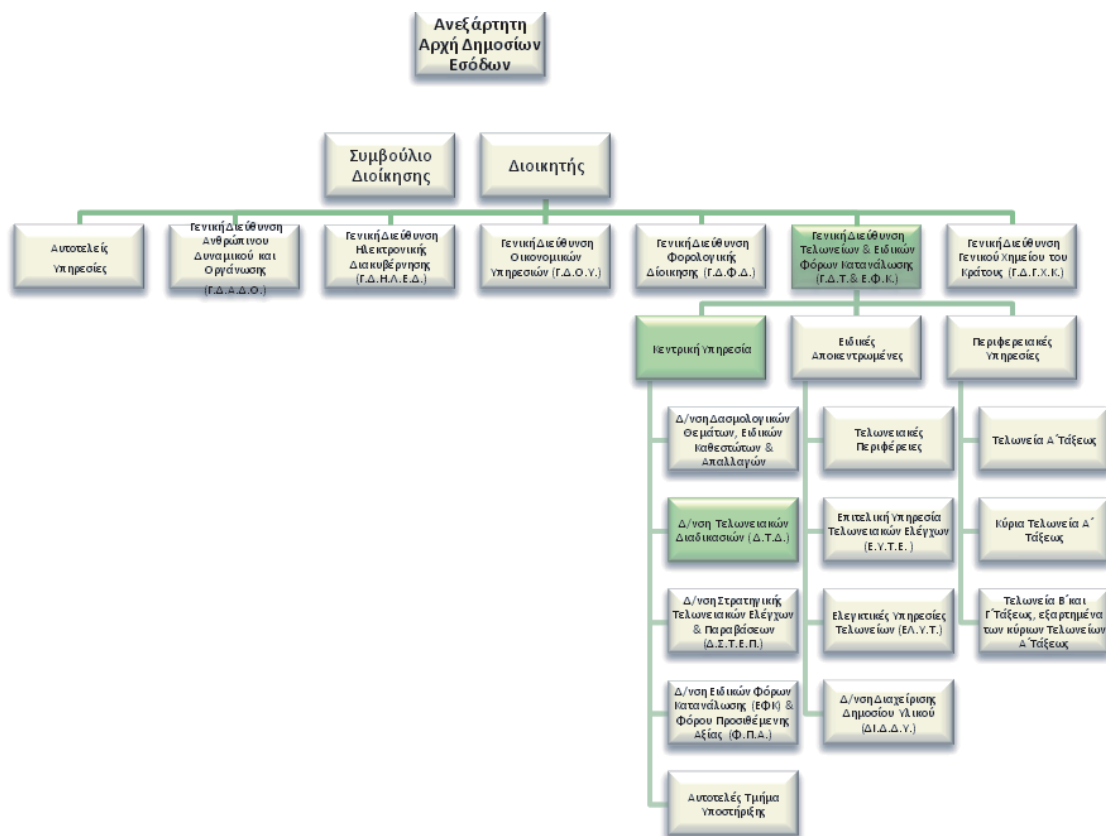 Ανεξάρτητη
Αρχή Δημοσίων
Εσόδων
Συμβούλιο
Διοίκησης
Διοικητής
Αυτοτελείς
Υπηρεσίες
Γενική Διεύθυνση
Ανθρώπινου
Δυναμικού και
Οργάνωσης
(Γ.Δ.Α.Δ.Ο.)
Γενική Διεύθυνση
Ηλεκτρονικής
Διακυβέρνησης
(Γ.Δ.Η.Λ.Ε.Δ.)
Γενική Διεύθυνση
Οικονομικών
Υπηρεσιών (Γ.Δ.Ο.Υ.)
Γενική Διεύθυνση
Φορολογικής
Διοίκησης (Γ.Δ.Φ.Δ.)
Γενική Διεύθυνση
Τελωνείων & Ειδικών
Φόρων Κατανάλωσης
(Γ.Δ.Τ.& Ε.Φ.Κ.)
Γενική Διεύθυνση
Γενικού Χημείου του
Κράτους (Γ.Δ.Γ.Χ.Κ.)
Κεντρική Υπηρεσία
Ειδικές
Αποκεντρωμένες
Περιφερειακές
Υπηρεσίες
Δ/νση Δασμολογικών
Θεμάτων, Ειδικών
Καθεστώτων &
Απαλλαγών
Τελωνειακές
Περιφέρειες
Τελωνεία Α΄Τάξεως
Δ/νση Τελωνειακών
Διαδικασιών (Δ.Τ.Δ.)
Επιτελική Υπηρεσία
Τελωνειακών Ελέγχων
(Ε.Υ.Τ.Ε. )
Κύρια Τελωνεία Α΄
Τάξεως
Δ/νση Στρατηγικής
Τελωνειακών Ελέγχων
& Παραβάσεων
(Δ.Σ.Τ.Ε.Π.)
Ελεγκτικές Υπηρεσίες
Τελωνείων (ΕΛ.Υ.Τ.)
Τελωνεία Β΄και
Γ΄Τάξεως, εξαρτημένα
των κύριων Τελωνείων
Α΄Τάξεως
Δ/νση Ειδικών Φόρων
Κατανάλωσης (ΕΦΚ) &
Φόρου Προστιθέμενης
Αξίας (Φ.Π.Α.)
Δ/νση Διαχείρισης
Δημοσίου Υλικού
(ΔΙ.Δ.Δ.Υ.)
Αυτοτελές Τμήμα
Υποστήριξης